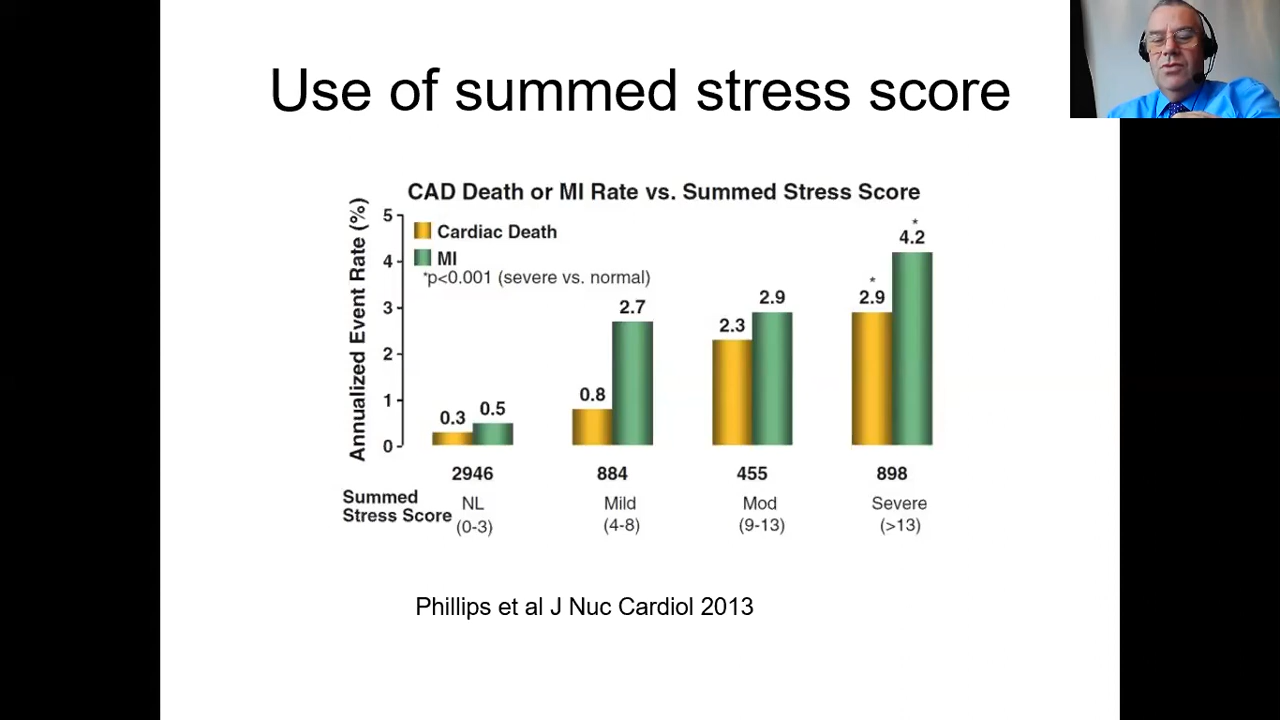 Use of summed stress score
CAD Death or MI Rate vs. Summed Stress Score
Annualized Event Rate (%)
5
4
3
2
1
0
Cardiac Death
MI
*p<0.001 (severe vs. normal)
0.3 0.5
0.8 2.7
2.3 2.9
* 2.9 * 4.2
2946 884 455 898
Summed
Stress Score
NL Mild Mod Severe
(0-3) (4-8) (9-13) (>13)
Phillips et al J Nuc Cardiol 2013